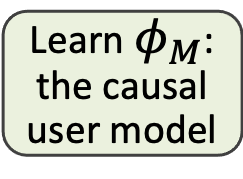 Learn ϕ_M:
the causal
user model